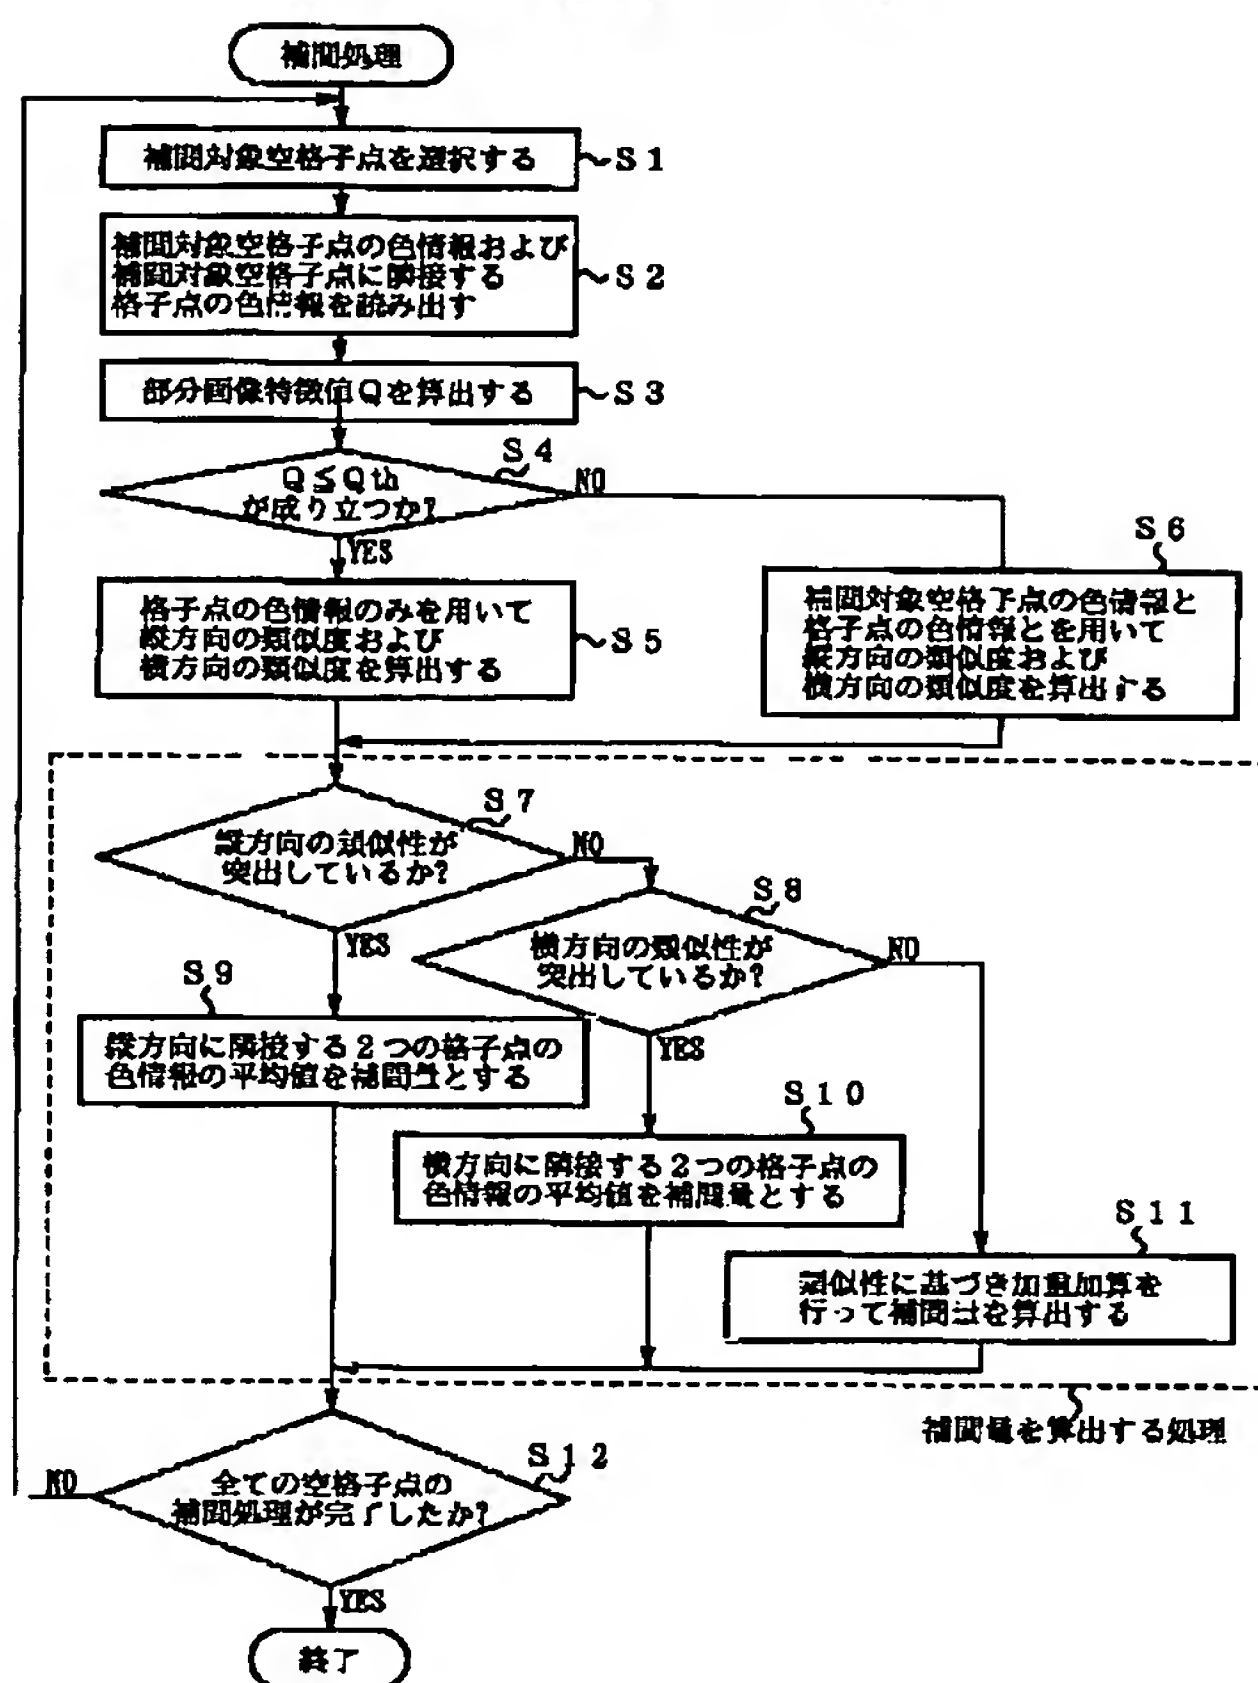 補間処理
補間対象空格子点を選択する
S1
補間対象空格子点の色情報および
補間対象空格子点に隣接する
格子点の色情報を読み出す
S2
部分画像特徴値Qを算出する
S3
S4
Q≦Qth
が成り立つか?
NO
YES
格子点の色情報のみを用いて
縦方向の類似度および
横方向の類似度を算出する
S5
S6
補間対象空格子点の色情報と
格子点の色情報とを用いて
縦方向の類似度および
横方向の類似度を算出する
S7
縦方向の類似性が
突出しているか?
NO
YES
S8
横方向の類似性が
突出しているか?
NO
YES
S9
縦方向に隣接する2つの格子点の
色情報の平均値を補間量とする
S10
横方向に隣接する2つの格子点の
色情報の平均値を補間量とする
S11
類似性に基づき加重加算を
行って補間量を算出する
補間量を算出する処理
S12
全ての空格子点の
補間処理が完了したか?
NO
YES
終了